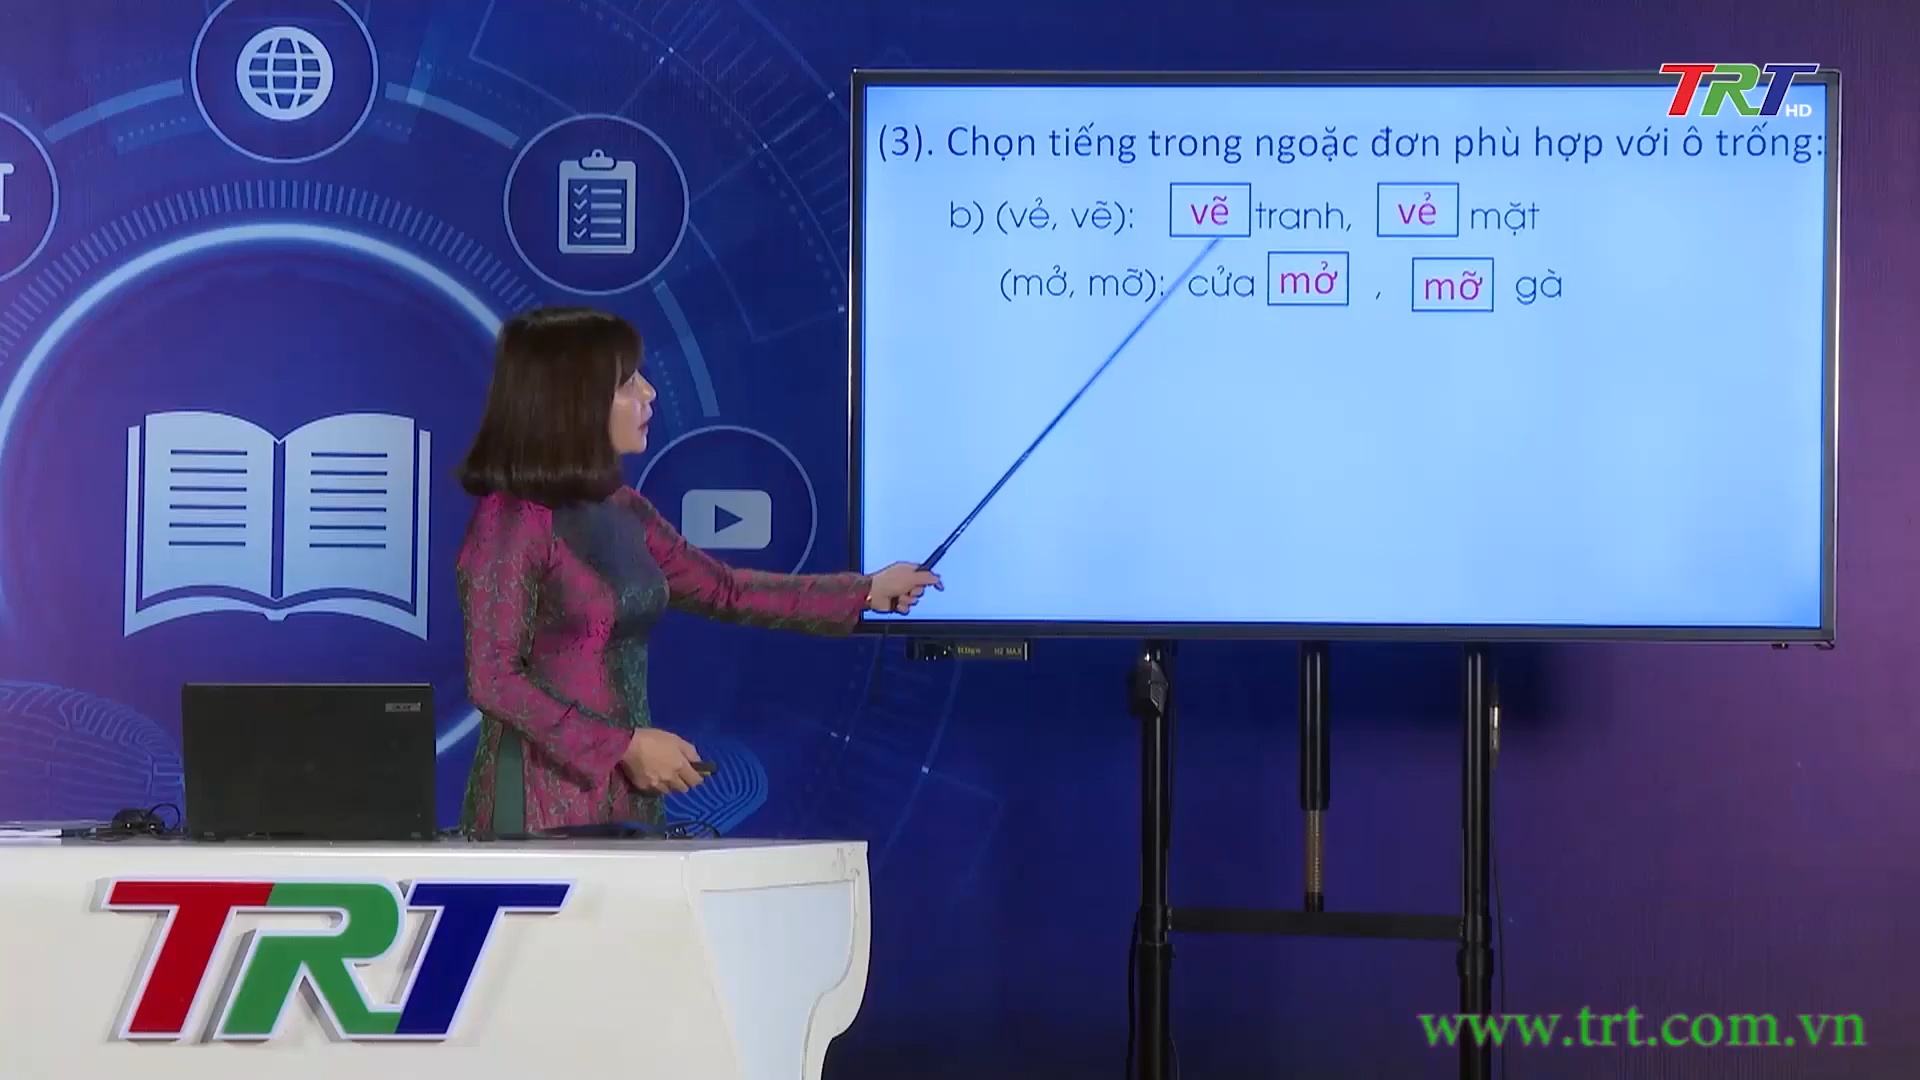 TRT HD
(3). Chọn tiếng trong ngoặc đơn phù hợp với ô trống:
b) (vẻ, vẽ): vẽ tranh, vẻ mặt
(mở, mỡ): cửa mở , mỡ gà
TRT
www.trt.com.vn